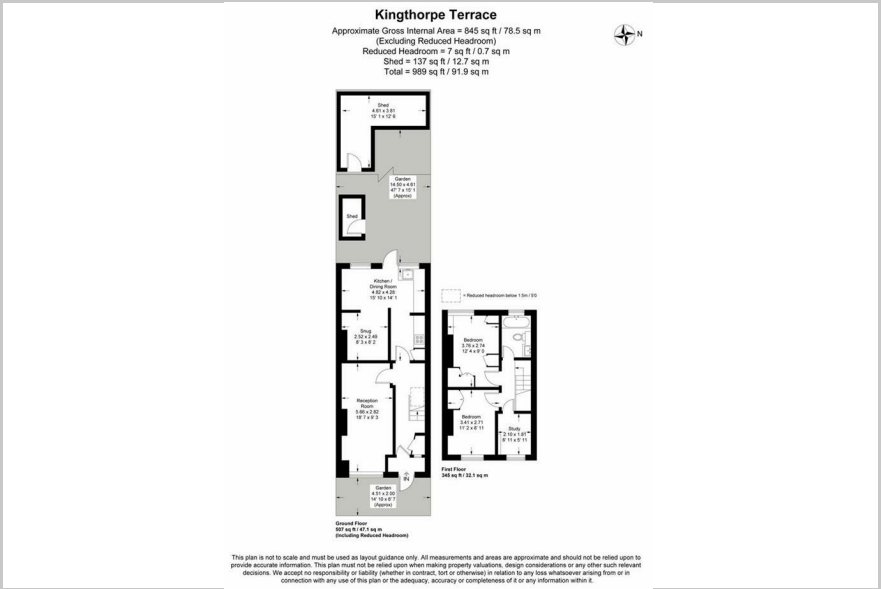 Kingthorpe Terrace
Approximate Gross Internal Area = 845 sq ft / 78.5 sq m
(Excluding Reduced Headroom)
Reduced Headroom = 7 sq ft / 0.7 sq m
Shed = 137 sq ft / 12.7 sq m
Total = 989 sq ft / 91.9 sq m
N
Shed
4.61 x 3.81
15' 1 x 12' 6
Garden
14.50 x 4.61
47' 7 x 15' 1
(Approx)
Shed
Kitchen /
Dining Room
4.82 x 4.28
15' 10 x 14' 1
Snug
2.52 x 2.49
8' 3 x 8' 2
Reception
Room
5.66 x 2.82
18' 7 x 9' 3
IN
Garden
4.51 x 2.00
14' 10 x 6' 7
(Approx)
Ground Floor
507 sq ft / 47.1 sq m
(Including Reduced Headroom)
= Reduced headroom below 1.5m / 5'0
Bedroom
3.76 x 2.74
12' 4 x 9' 0
Bedroom
3.41 x 2.71
11' 2 x 8' 11
Study
2.10 x 1.81
6' 11 x 5' 11
First Floor
345 sq ft / 32.1 sq m
This plan is not to scale and must be used as layout guidance only. All measurements and areas are approximate and should not be relied upon to
provide accurate information. This plan must not be relied upon when making property valuations, design considerations or any other such relevant
decisions. We accept no responsibility or liability (whether in contract, tort or otherwise) in relation to any loss whatsoever arising from or in
connection with any use of this plan or the adequacy, accuracy or completeness of it or any information within it.